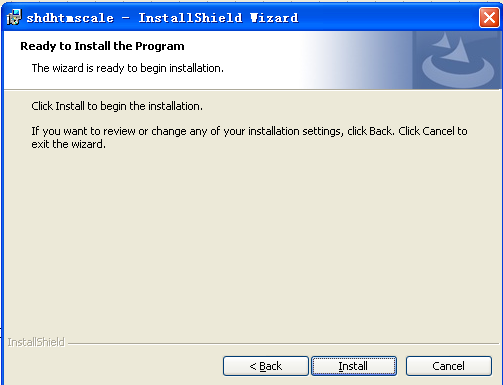 shdhtmscale - InstallShield Wizard
Ready to Install the Program
The wizard is ready to begin installation.
Click Install to begin the installation.
If you want to review or change any of your installation settings, click Back. Click Cancel to
exit the wizard.
InstallShield
< Back Install Cancel